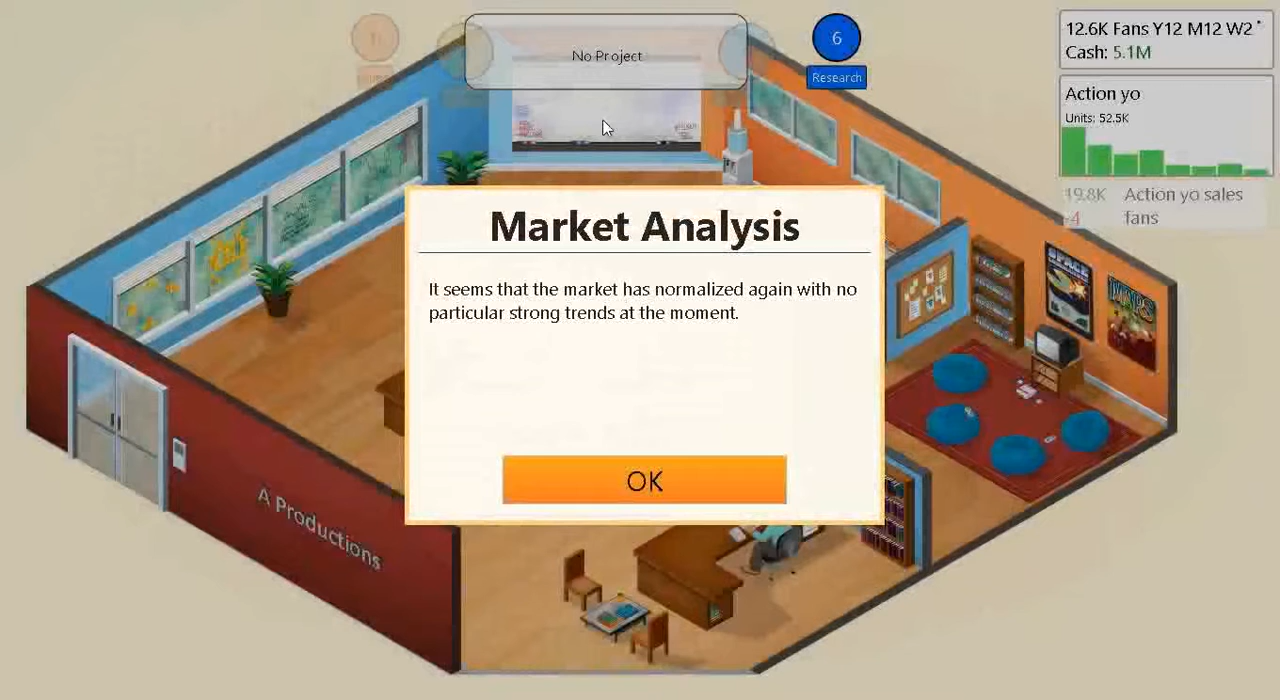 No Project
6
Research
12.6K Fans Y12 M12 W2
Cash: 5.1M
Action yo
Units: 52.5K
19.8K Action yo sales
-4 fans
Market Analysis
It seems that the market has normalized again with no
particular strong trends at the moment.
OK
SPACE
A Productions